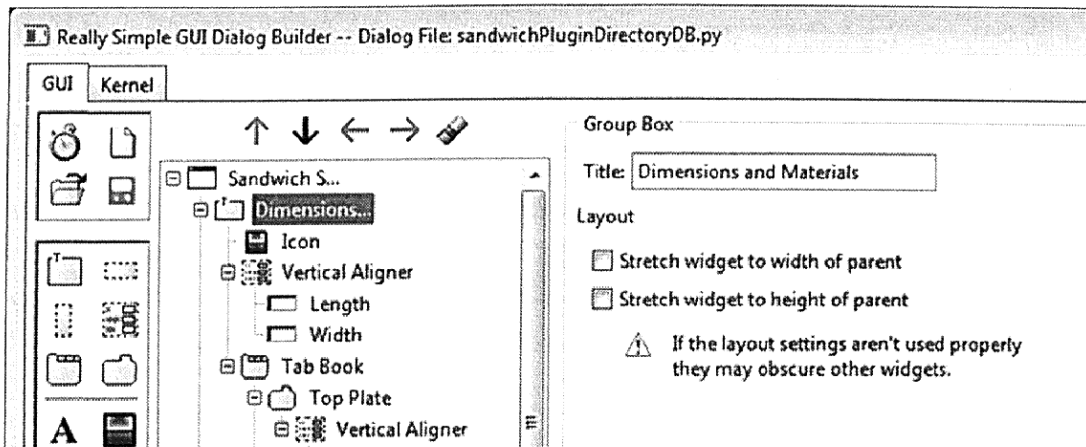 Really Simple GUI Dialog Builder -- Dialog File: sandwichPluginDirectoryDB.py
GUI Kernel
Group Box
Title: Dimensions and Materials
Layout
Stretch widget to width of parent
Stretch widget to height of parent
If the layout settings aren't used properly
they may obscure other widgets.
Sandwich S...
Dimensions...
Icon
Vertical Aligner
Length
Width
Tab Book
Top Plate
Vertical Aligner
A